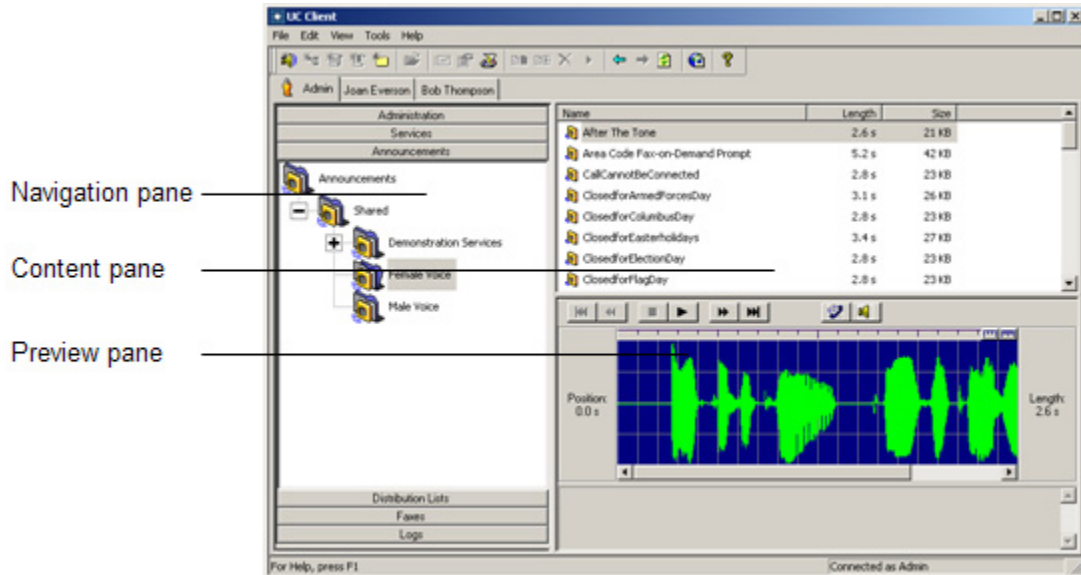 UC Client
File Edit View Tools Help
Admin Joan Everson Bob Thompson
Administration
Services
Announcements
Announcements
Shared
Demonstration Services
Female Voice
Male Voice
Distribution Lists
Faxes
Logs
Name Length Size
After The Tone 2.6 s 21 KB
Area Code Fax-on-Demand Prompt 5.2 s 42 KB
CallCannotBeConnected 2.8 s 23 KB
ClosedforArmedForcesDay 3.1 s 26 KB
ClosedforColumbusDay 2.8 s 23 KB
ClosedforEasterholidays 3.4 s 27 KB
ClosedforElectionDay 2.8 s 23 KB
ClosedforFlagDay 2.8 s 23 KB
Position:
0.0 s
Length:
2.6 s
For Help, press F1
Connected as Admin
Navigation pane
Content pane
Preview pane